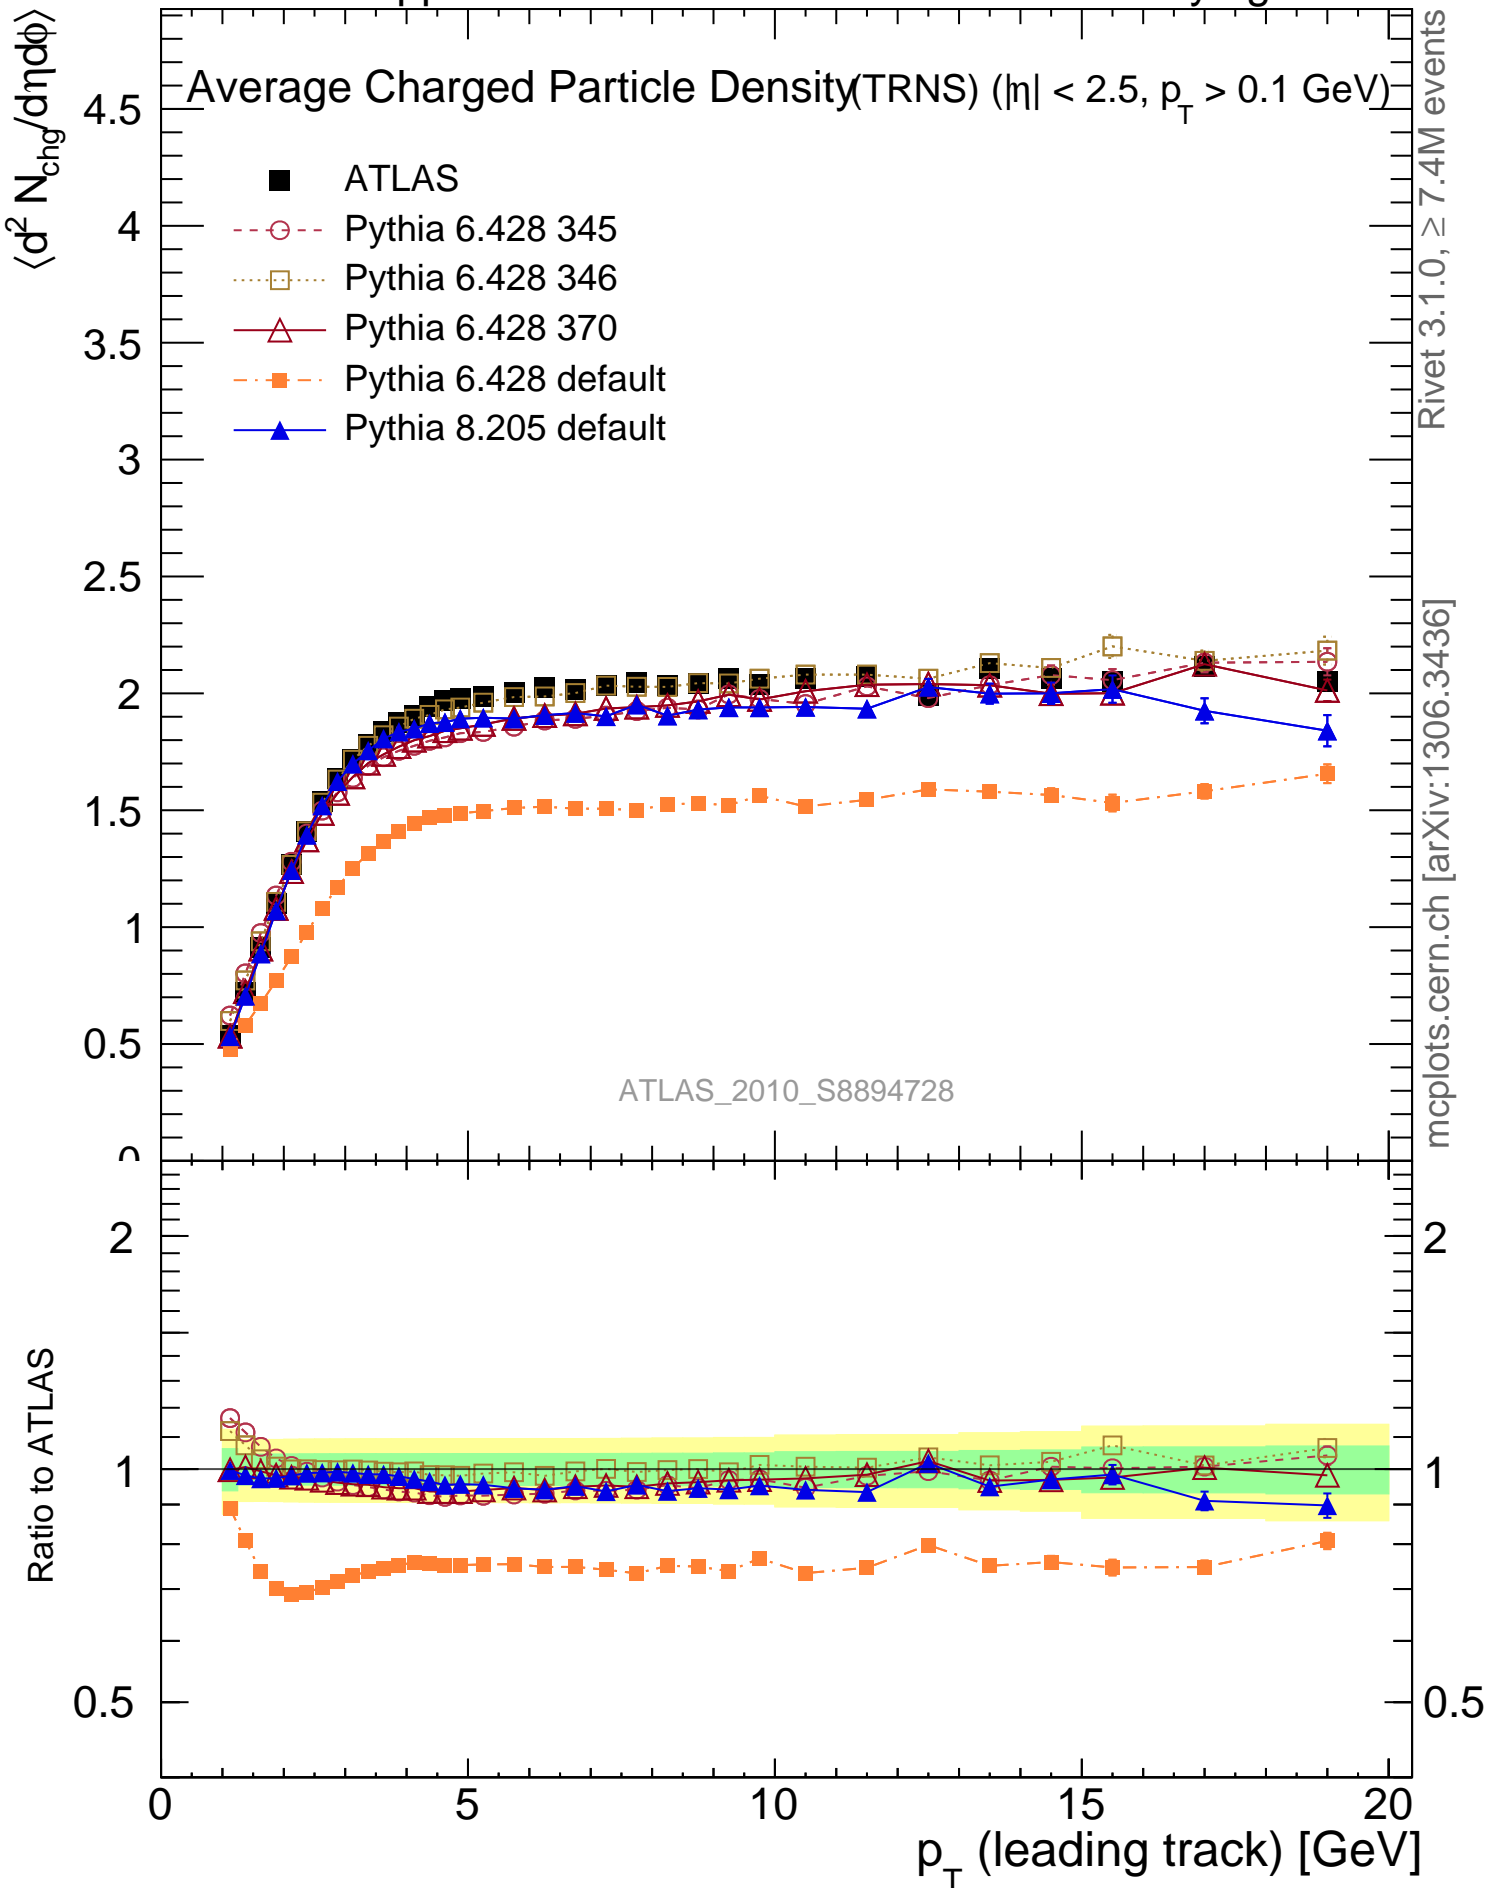 Average Charged Particle Density(TRNS) (|η| < 2.5, p_T > 0.1 GeV)
⟨d² N_chg/dηdϕ⟩
4.5
4
3.5
3
2.5
2
1.5
1
0.5
0
ATLAS
Pythia 6.428 345
Pythia 6.428 346
Pythia 6.428 370
Pythia 6.428 default
Pythia 8.205 default
ATLAS_2010_S8894728
Rivet 3.1.0, ≥ 7.4M events
mcplots.cern.ch [arXiv:1306.3436]
Ratio to ATLAS
2
1
0.5
2
1
0.5
0
5
10
15
20
p_T (leading track) [GeV]